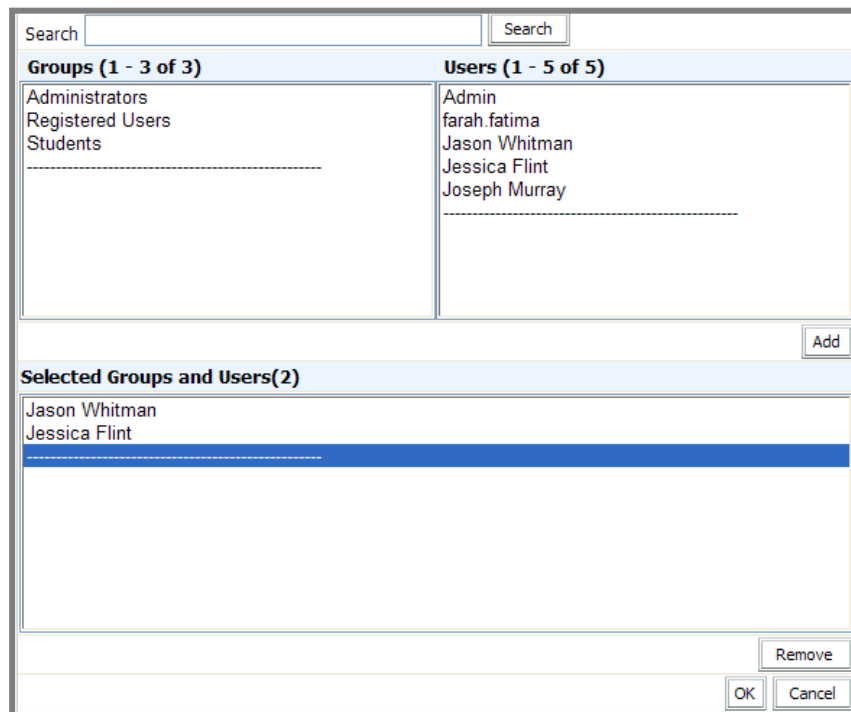 Search Search
Groups (1 - 3 of 3)
Users (1 - 5 of 5)
Administrators
Registered Users
Students
--------------------------------------------------
Admin
farah.fatima
Jason Whitman
Jessica Flint
Joseph Murray
--------------------------------------------------
Add
Selected Groups and Users(2)
Jason Whitman
Jessica Flint
--------------------------------------------------
Remove
OK Cancel